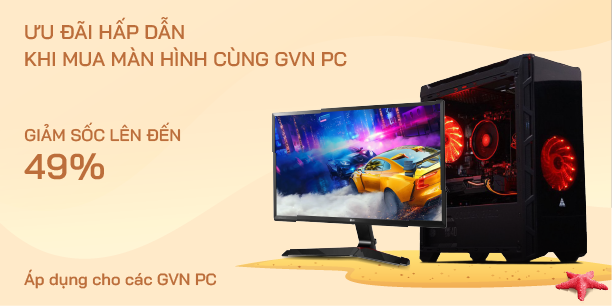 ƯU ĐÃI HẤP DẪN
KHI MUA MÀN HÌNH CÙNG GVN PC
GIẢM SỐC LÊN ĐẾN
49%
Áp dụng cho các GVN PC